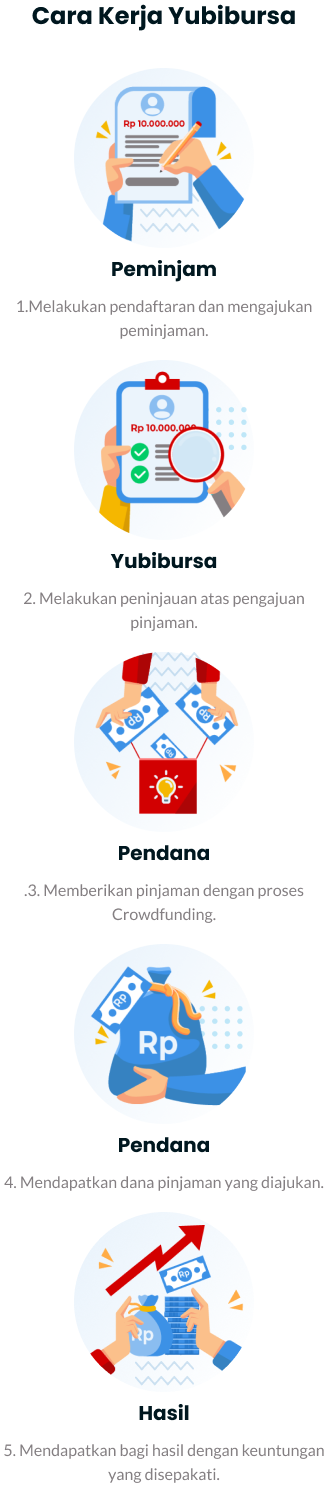 Cara Kerja Yubibursa
Rp 10.000.000
Peminjam
1.Melakukan pendaftaran dan mengajukan
peminjaman.
Rp 10.000.000
Yubibursa
2. Melakukan peninjauan atas pengajuan
pinjaman.
Rp
Rp
Rp
Pendana
.3. Memberikan pinjaman dengan proses
Crowdfunding.
Rp
Rp
Pendana
4. Mendapatkan dana pinjaman yang diajukan.
Rp
Rp
Hasil
5. Mendapatkan bagi hasil dengan keuntungan
yang disepakati.